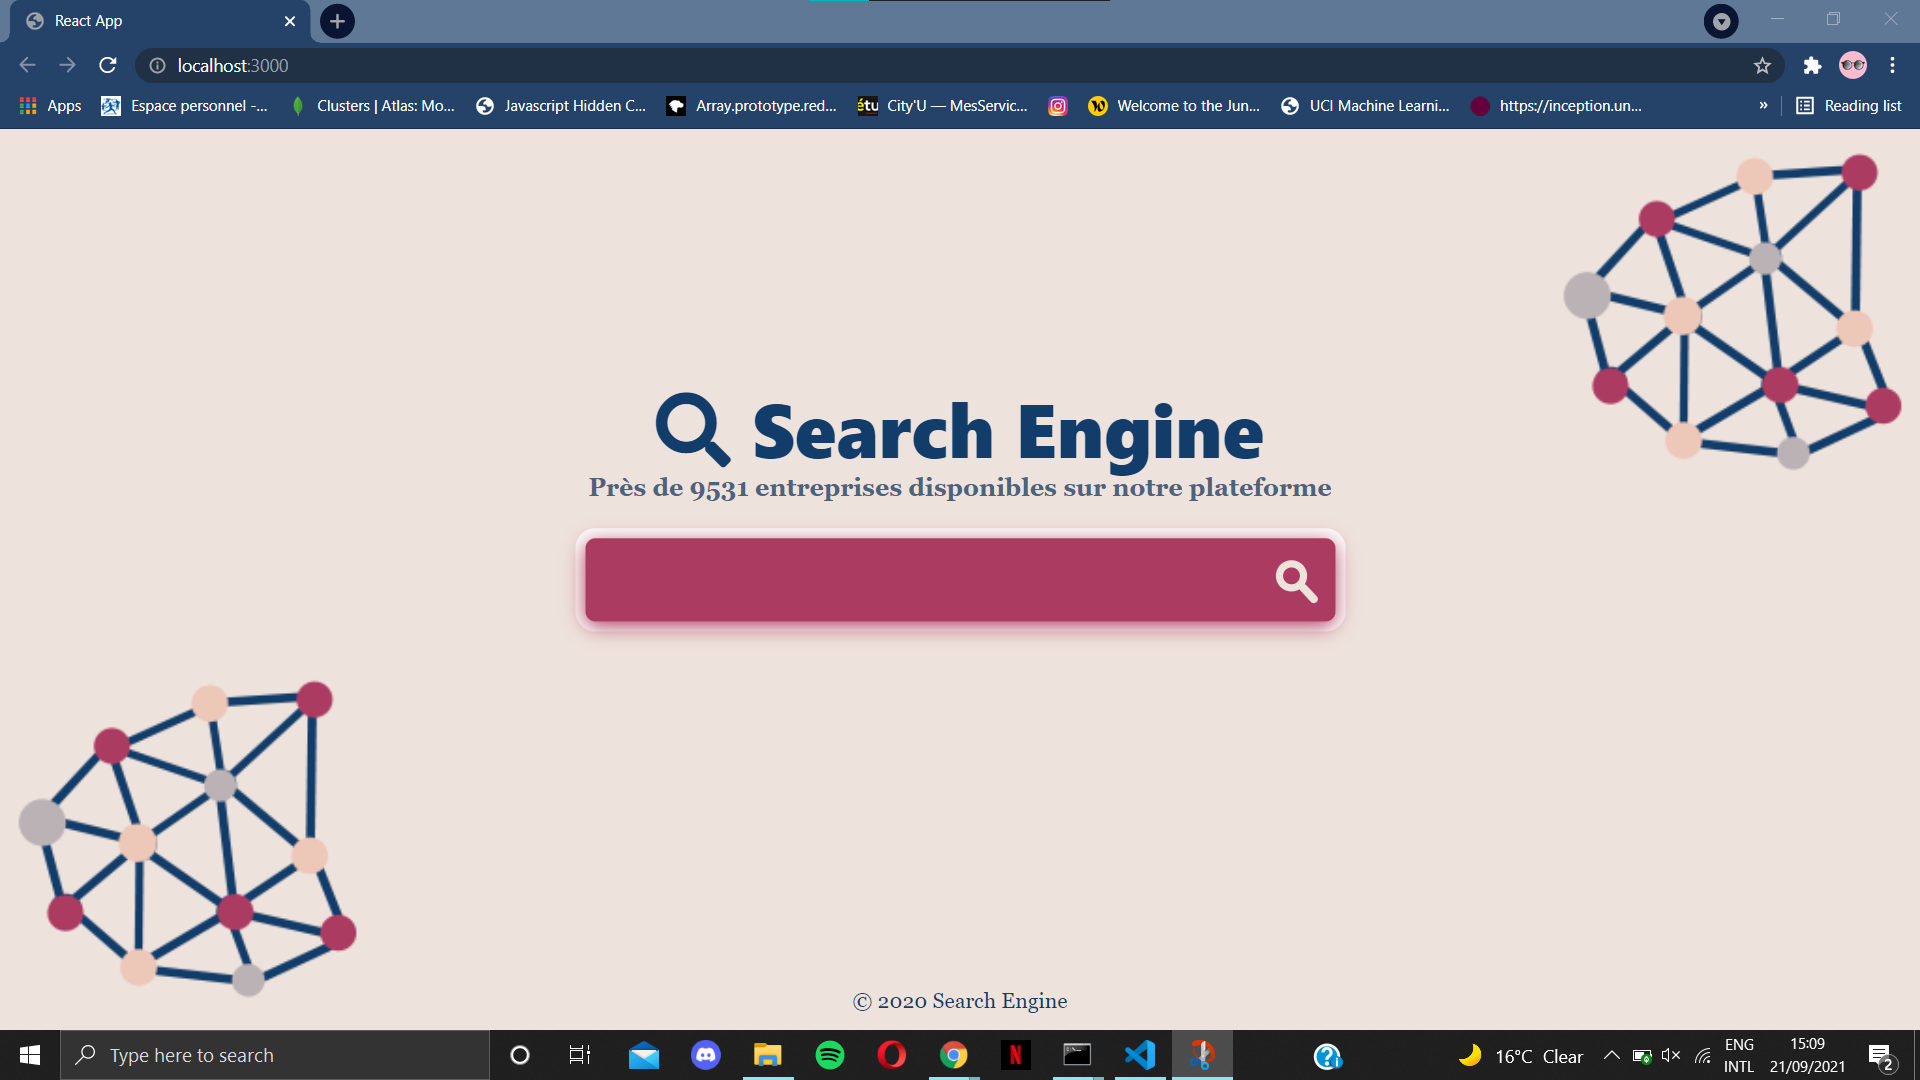 React App
localhost:3000
Apps
Espace personnel -...
Clusters | Atlas: Mo...
Javascript Hidden C...
Array.prototype.red...
étu
City'U — MesServic...
Welcome to the Jun...
UCI Machine Learni...
https://inception.un...
»
Reading list
Search Engine
Près de 9531 entreprises disponibles sur notre plateforme
© 2020 Search Engine
Type here to search
N
16°C Clear
ENG
INTL
15:09
21/09/2021
2